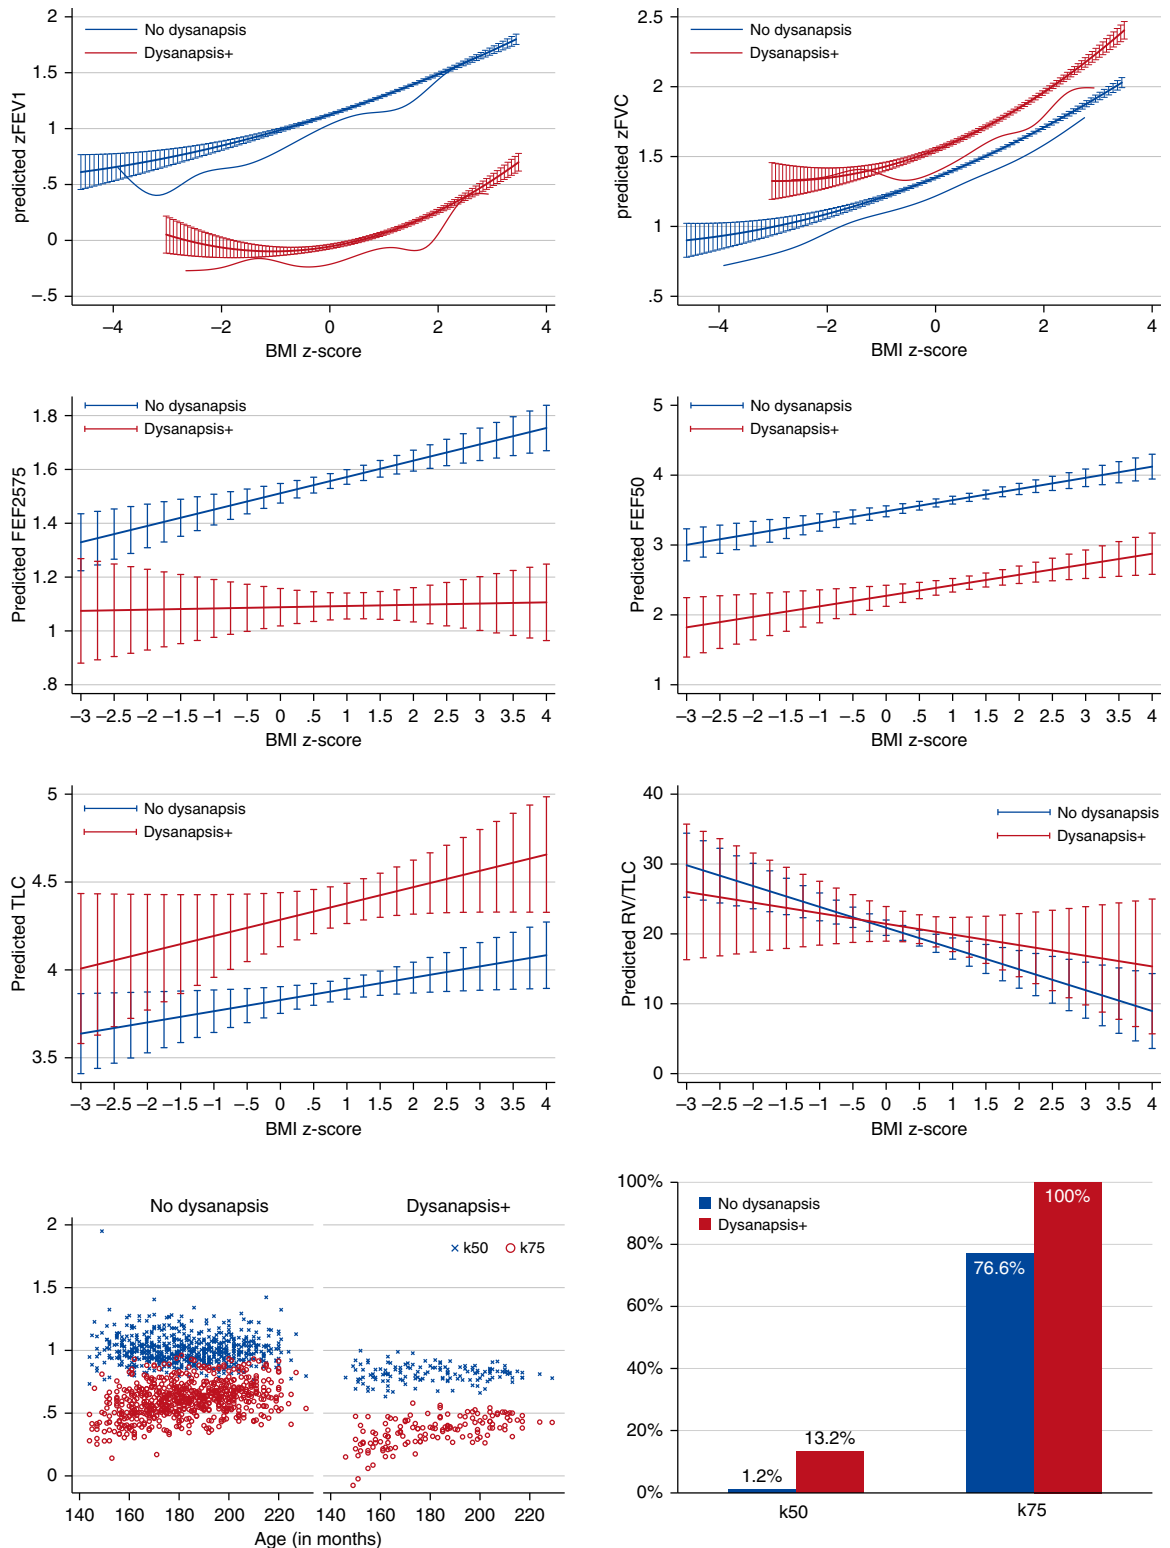 2
1.5
1
.5
0
–.5
predicted zFEV1
No dysanapsis
Dysanapsis+
–4 –2 0 2 4
BMI z-score
2.5
2
1.5
1
.5
predicted zFVC
No dysanapsis
Dysanapsis+
–4 –2 0 2 4
BMI z-score
1.8
1.6
1.4
1.2
1
.8
Predicted FEF2575
No dysanapsis
Dysanapsis+
–3 –2.5 –2 –1.5 –1 –.5 0 .5 1 1.5 2 2.5 3 3.5 4
BMI z-score
5
4
3
2
1
Predicted FEF50
No dysanapsis
Dysanapsis+
–3 –2.5 –2 –1.5 –1 –.5 0 .5 1 1.5 2 2.5 3 3.5 4
BMI z-score
5
4.5
4
3.5
Predicted TLC
No dysanapsis
Dysanapsis+
–3 –2.5 –2 –1.5 –1 –.5 0 .5 1 1.5 2 2.5 3 3.5 4
BMI z-score
40
30
20
10
0
Predicted RV/TLC
No dysanapsis
Dysanapsis+
–3 –2.5 –2 –1.5 –1 –.5 0 .5 1 1.5 2 2.5 3 3.5 4
BMI z-score
No dysanapsis Dysanapsis+
k50 k75
2
1.5
1
.5
0
140 160 180 200 220 140 160 180 200 220
Age (in months)
100%
80%
60%
40%
20%
0%
No dysanapsis
Dysanapsis+
100%
76.6%
13.2%
1.2%
k50 k75